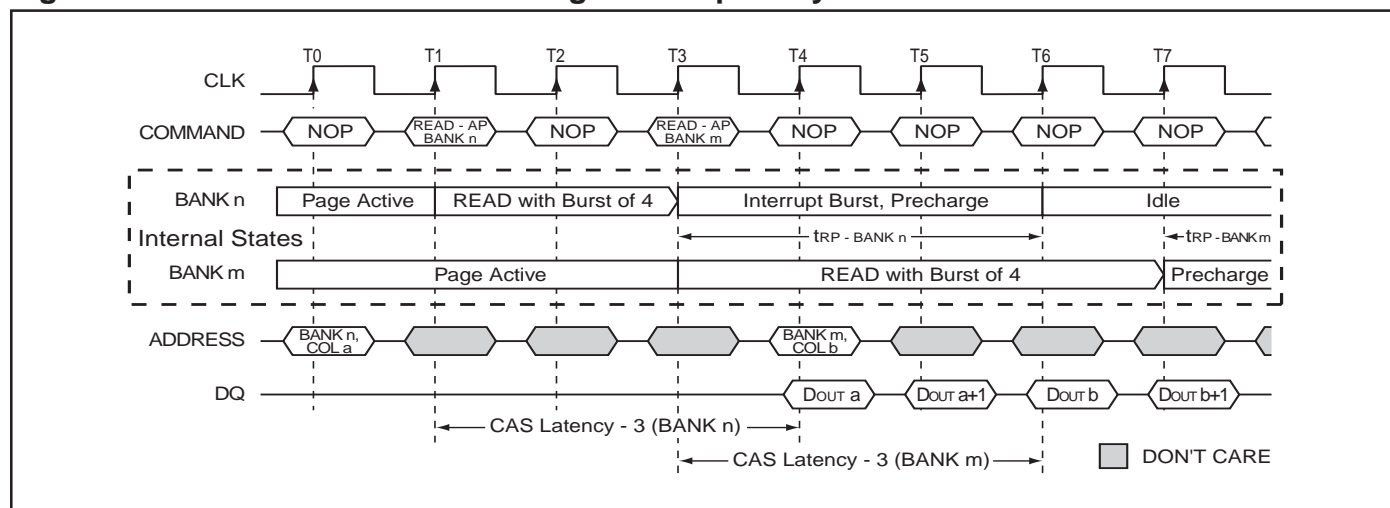 T0 T1 T2 T3 T4 T5 T6 T7
CLK
COMMAND NOP READ - AP BANK n NOP READ - AP BANK m NOP NOP NOP NOP
BANK n Page Active READ with Burst of 4 Interrupt Burst, Precharge Idle
Internal States tRP - BANK n tRP - BANK m
BANK m Page Active READ with Burst of 4 Precharge
ADDRESS BANK n, COL a BANK m, COL b
DQ DOUT a DOUT a+1 DOUT b DOUT b+1
CAS Latency - 3 (BANK n)
CAS Latency - 3 (BANK m) DON'T CARE